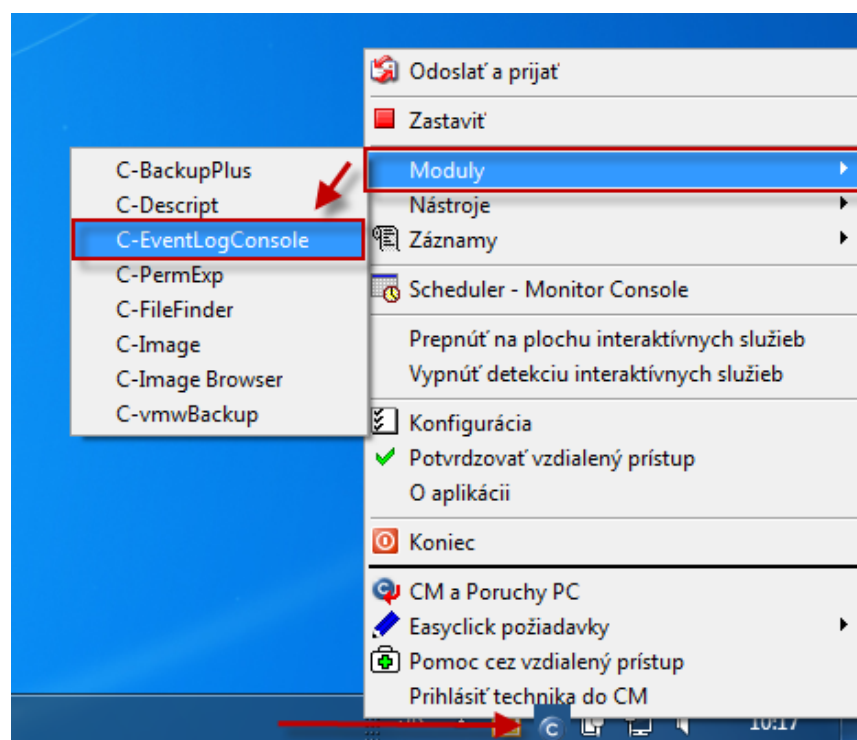 Odoslať a prijať
Zastaviť
Moduly
Nástroje
Záznamy
Scheduler - Monitor Console
Prepnúť na plochu interaktívnych služieb
Vypnúť detekciu interaktívnych služieb
Konfigurácia
Potvrdzovať vzdialený prístup
O aplikácii
Koniec
CM a Poruchy PC
Easyclick požiadavky
Pomoc cez vzdialený prístup
Prihlásiť technika do CM
C-BackupPlus
C-Descript
C-EventLogConsole
C-PermExp
C-FileFinder
C-Image
C-Image Browser
C-vmwBackup
10:17